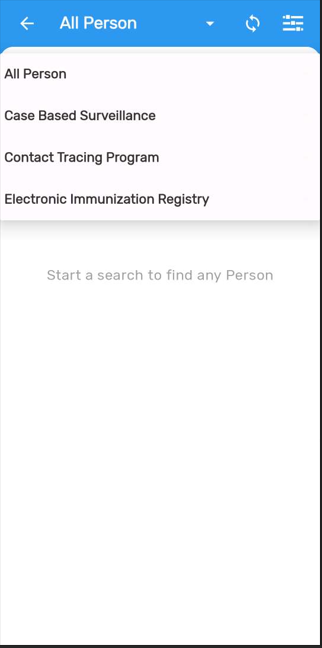 All Person
All Person
Case Based Surveillance
Contact Tracing Program
Electronic Immunization Registry
Start a search to find any Person